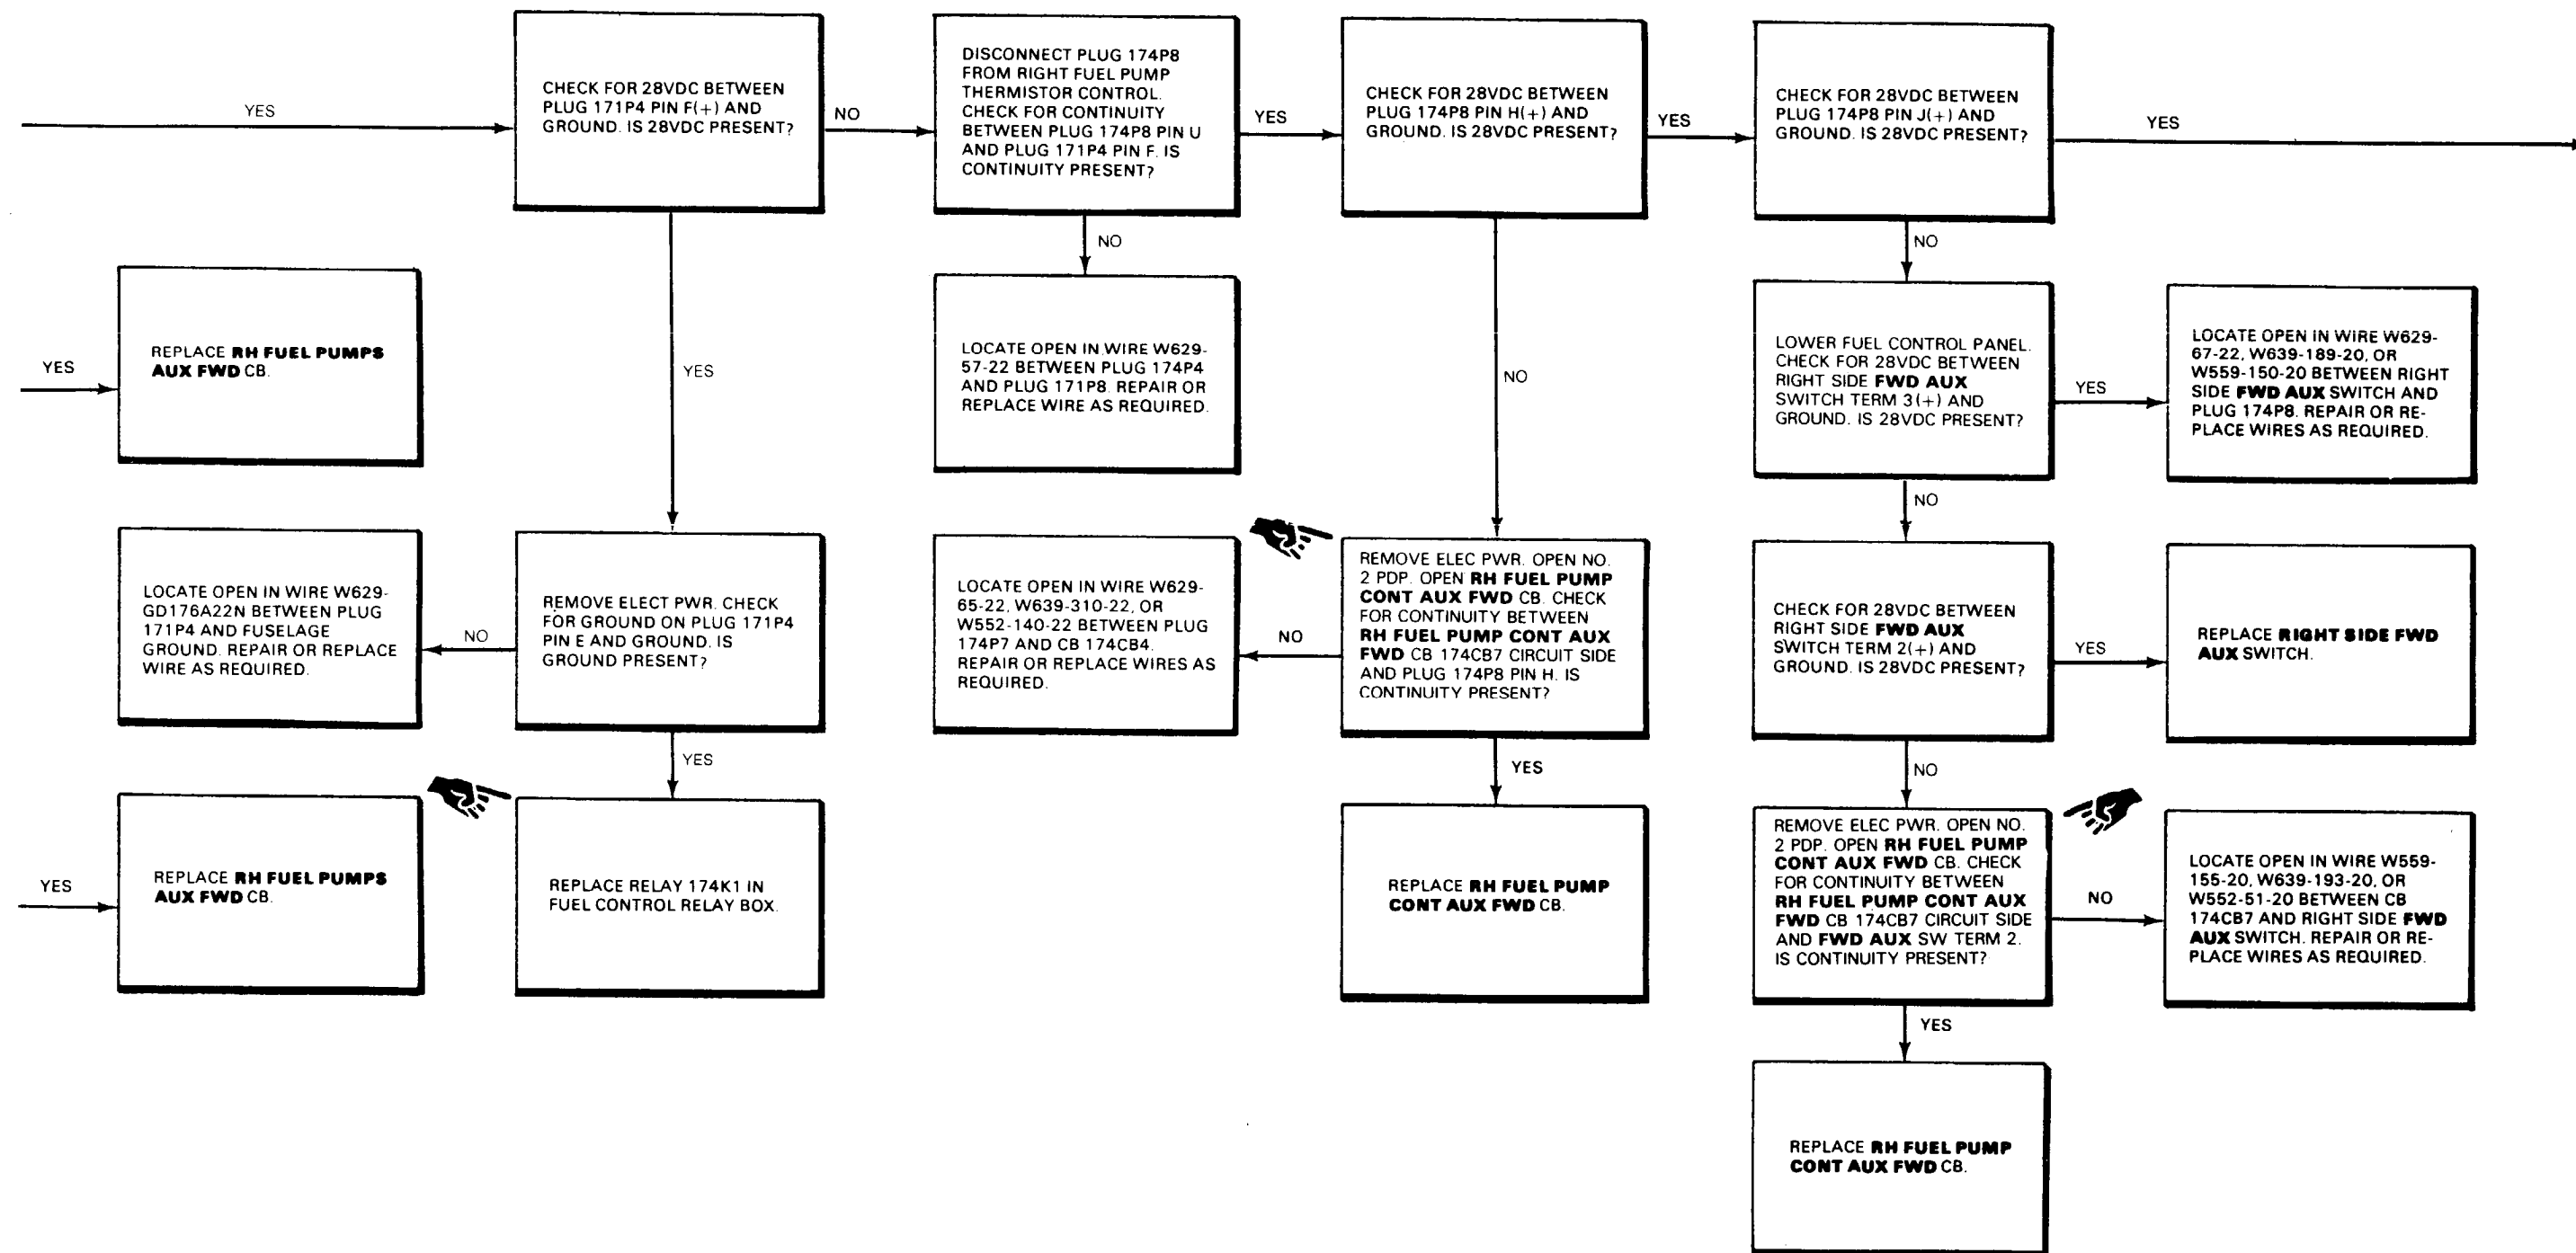 YES
CHECK FOR 28VDC BETWEEN
PLUG 171P4 PIN F(+) AND
GROUND. IS 28VDC PRESENT?
NO
DISCONNECT PLUG 174P8
FROM RIGHT FUEL PUMP
THERMISTOR CONTROL.
CHECK FOR CONTINUITY
BETWEEN PLUG 174P8 PIN U
AND PLUG 171P4 PIN F. IS
CONTINUITY PRESENT?
YES
CHECK FOR 28VDC BETWEEN
PLUG 174P8 PIN H(+) AND
GROUND. IS 28VDC PRESENT?
YES
CHECK FOR 28VDC BETWEEN
PLUG 174P8 PIN J(+) AND
GROUND. IS 28VDC PRESENT?
YES
NO
NO
YES
REPLACE RH FUEL PUMPS
AUX FWD CB.
YES
LOCATE OPEN IN WIRE W629-
57-22 BETWEEN PLUG 174P4
AND PLUG 171P8. REPAIR OR
REPLACE WIRE AS REQUIRED.
NO
LOWER FUEL CONTROL PANEL.
CHECK FOR 28VDC BETWEEN
RIGHT SIDE FWD AUX
SWITCH TERM 3(+) AND
GROUND. IS 28VDC PRESENT?
YES
LOCATE OPEN IN WIRE W629-
67-22, W639-189-20, OR
W559-150-20 BETWEEN RIGHT
SIDE FWD AUX SWITCH AND
PLUG 174P8. REPAIR OR RE-
PLACE WIRES AS REQUIRED.
NO
LOCATE OPEN IN WIRE W629-
GD176A22N BETWEEN PLUG
171P4 AND FUSELAGE
GROUND. REPAIR OR REPLACE
WIRE AS REQUIRED.
NO
REMOVE ELECT PWR. CHECK
FOR GROUND ON PLUG 171P4
PIN E AND GROUND. IS
GROUND PRESENT?
LOCATE OPEN IN WIRE W629-
65-22, W639-310-22, OR
W552-140-22 BETWEEN PLUG
174P7 AND CB 174CB4.
REPAIR OR REPLACE WIRES AS
REQUIRED.
NO
REMOVE ELEC PWR. OPEN NO.
2 PDP. OPEN RH FUEL PUMP
CONT AUX FWD CB. CHECK
FOR CONTINUITY BETWEEN
RH FUEL PUMP CONT AUX
FWD CB 174CB7 CIRCUIT SIDE
AND PLUG 174P8 PIN H. IS
CONTINUITY PRESENT?
CHECK FOR 28VDC BETWEEN
RIGHT SIDE FWD AUX
SWITCH TERM 2(+) AND
GROUND. IS 28VDC PRESENT?
YES
REPLACE RIGHT SIDE FWD
AUX SWITCH.
YES
YES
NO
YES
REPLACE RH FUEL PUMPS
AUX FWD CB.
REPLACE RELAY 174K1 IN
FUEL CONTROL RELAY BOX.
REPLACE RH FUEL PUMP
CONT AUX FWD CB.
REMOVE ELEC PWR. OPEN NO.
2 PDP. OPEN RH FUEL PUMP
CONT AUX FWD CB. CHECK
FOR CONTINUITY BETWEEN
RH FUEL PUMP CONT AUX
FWD CB 174CB7 CIRCUIT SIDE
AND FWD AUX SW TERM 2.
IS CONTINUITY PRESENT?
NO
LOCATE OPEN IN WIRE W559-
155-20, W639-193-20, OR
W552-51-20 BETWEEN CB
174CB7 AND RIGHT SIDE FWD
AUX SWITCH. REPAIR OR RE-
PLACE WIRES AS REQUIRED.
YES
REPLACE RH FUEL PUMP
CONT AUX FWD CB.